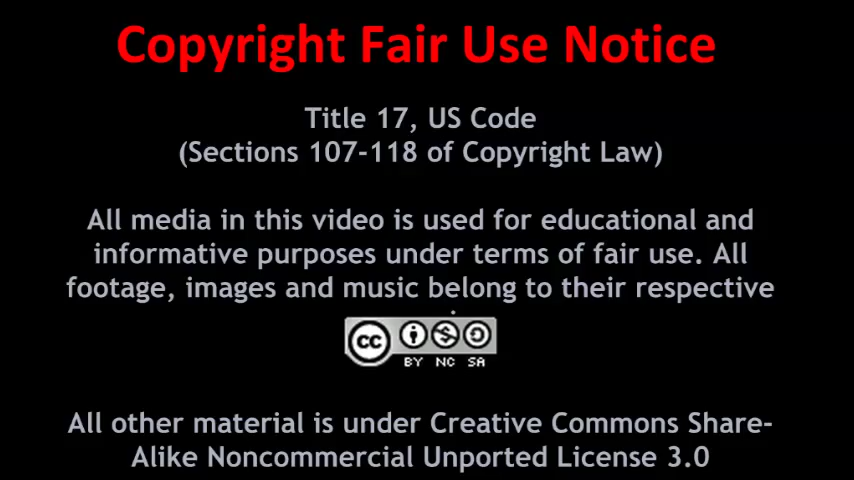 Copyright Fair Use Notice
Title 17, US Code
(Sections 107-118 of Copyright Law)
All media in this video is used for educational and
informative purposes under terms of fair use. All
footage, images and music belong to their respective
cc
BY NC SA
All other material is under Creative Commons Share-
Alike Noncommercial Unported License 3.0